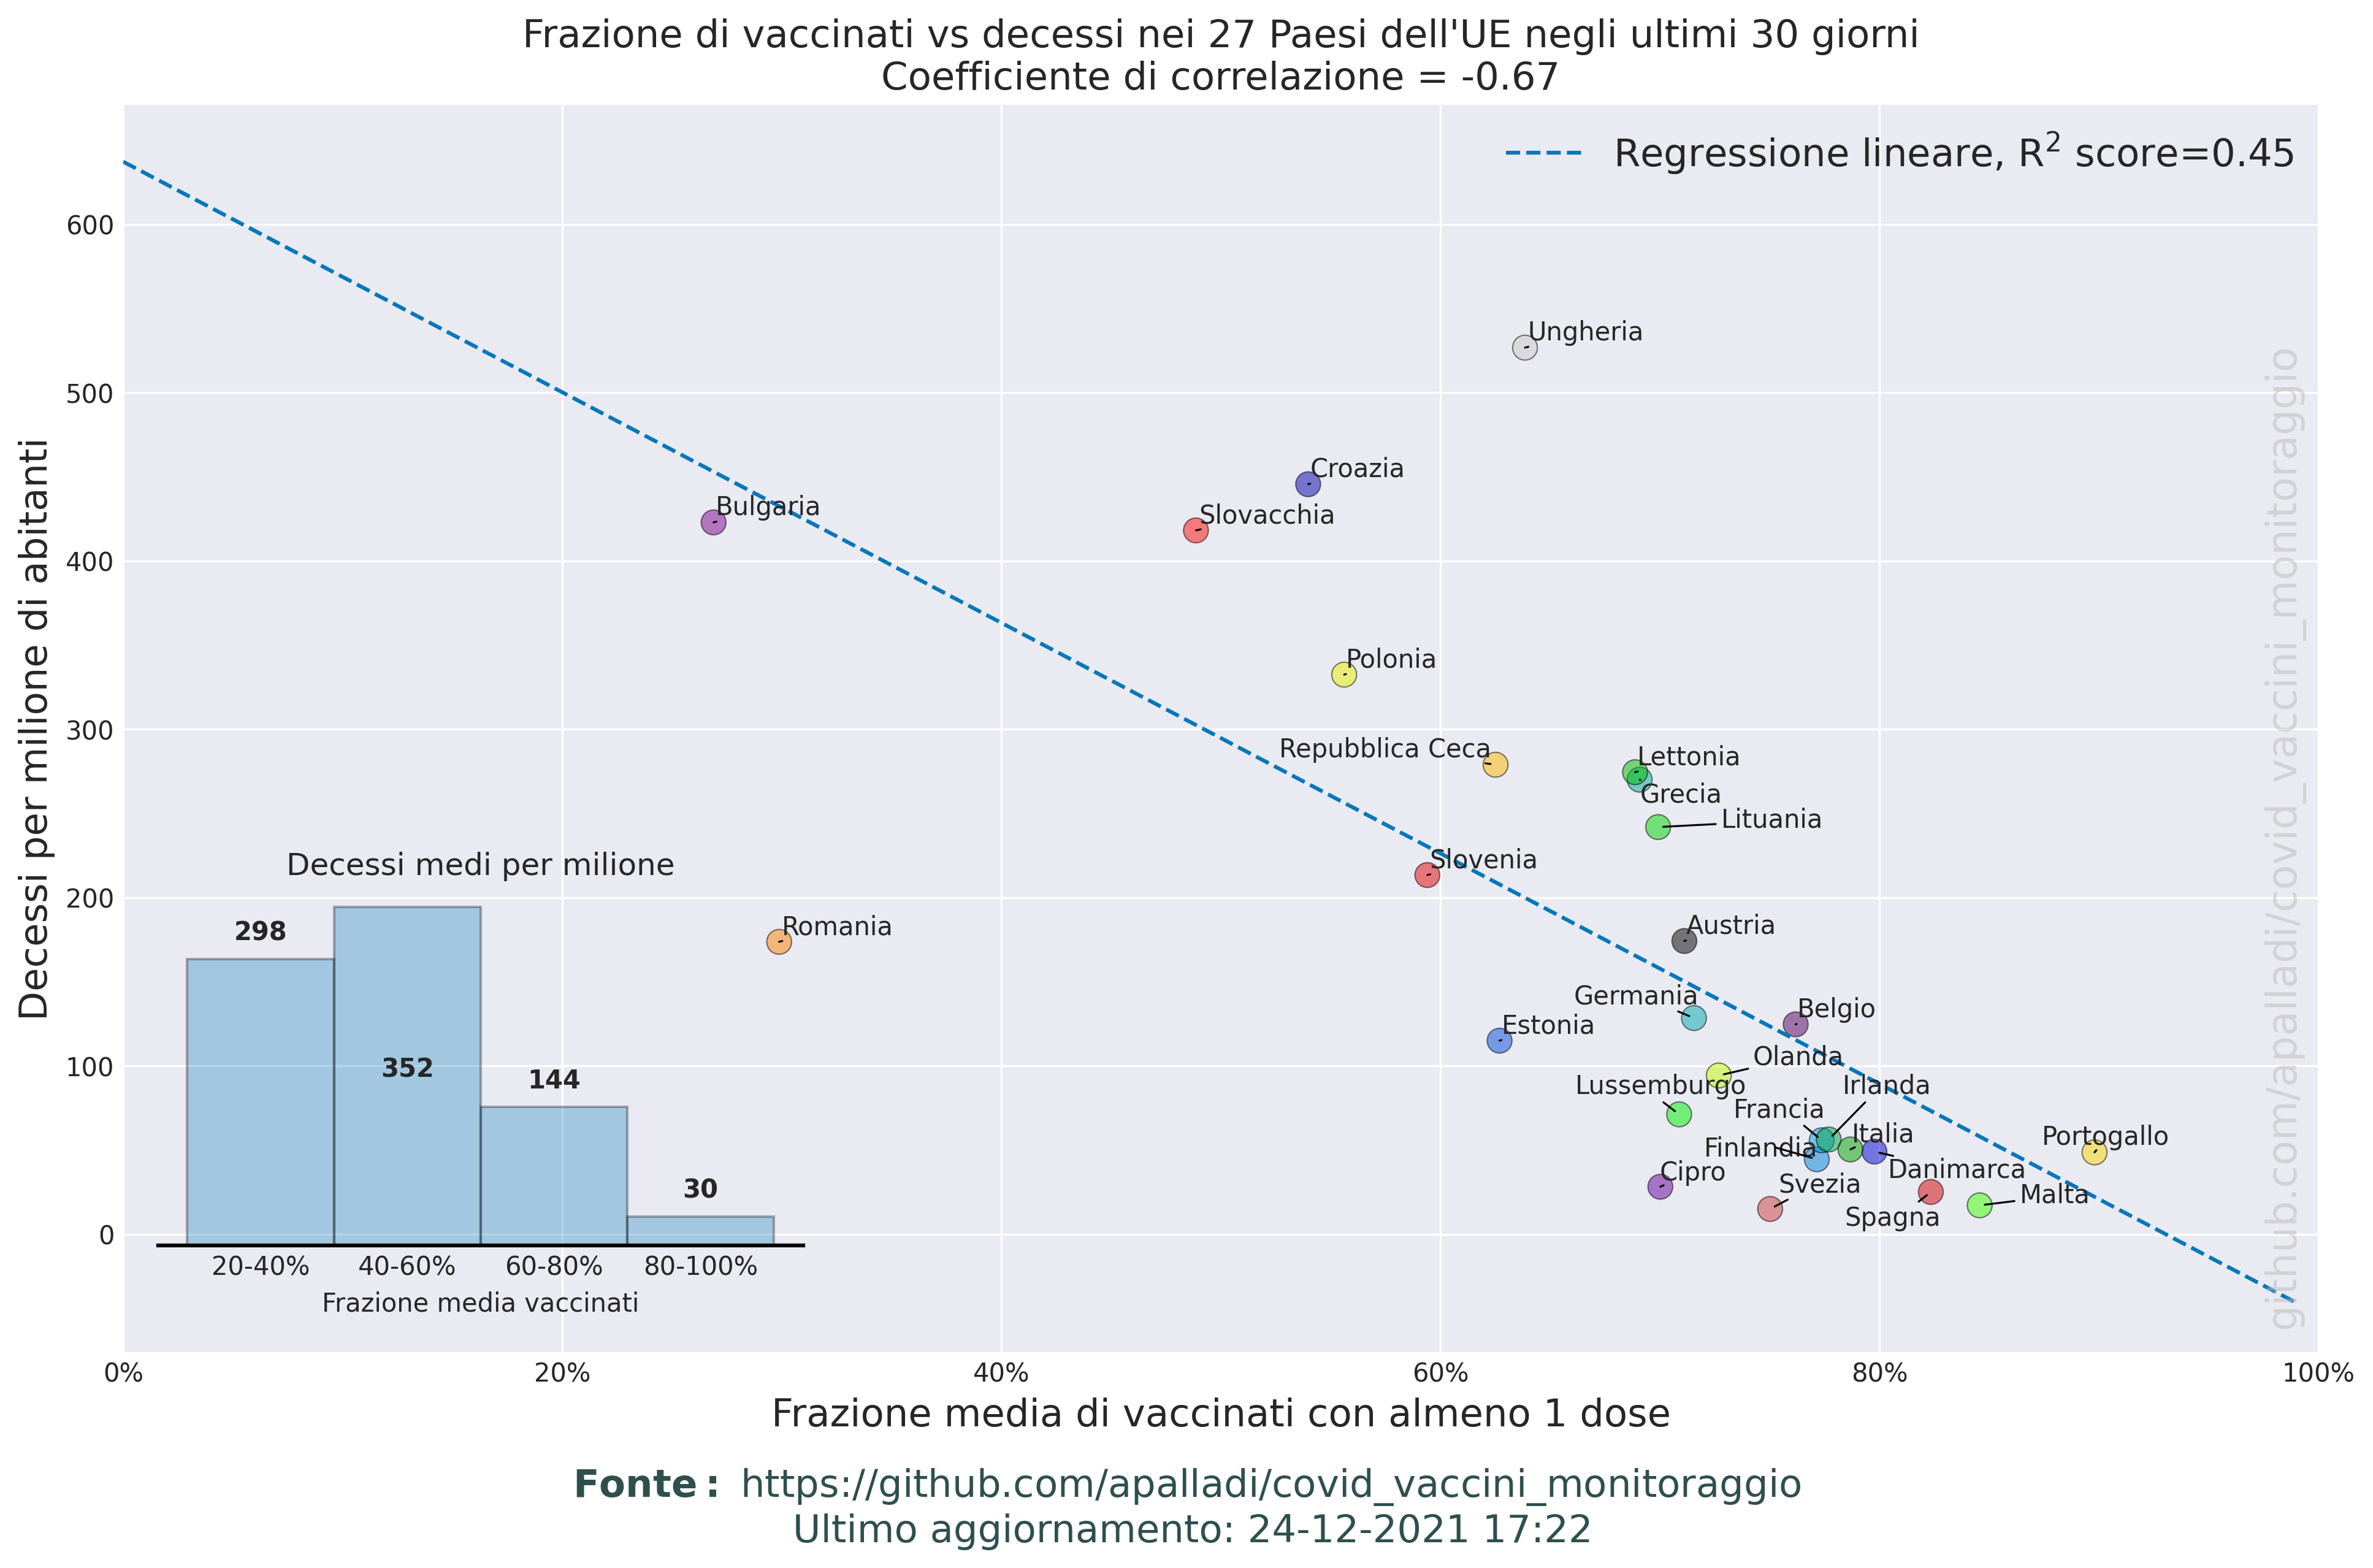 Frazione di vaccinati vs decessi nei 27 Paesi dell'UE negli ultimi 30 giorni
Coefficiente di correlazione = -0.67
Regressione lineare, R² score=0.45
Decessi per milione di abitanti
600
500
400
300
200
100
0
Ungheria
Croazia
Bulgaria
Slovacchia
Polonia
Repubblica Ceca
Lettonia
Grecia
Lituania
Slovenia
Romania
Austria
Germania
Belgio
Estonia
Olanda
Lussemburgo
Irlanda
Francia
Italia
Finlandia
Portogallo
Cipro
Danimarca
Svezia
Malta
Spagna
Decessi medi per milione
298
352
144
30
20-40%
40-60%
60-80%
80-100%
Frazione media vaccinati
github.com/apalladi/covid_vaccini_monitoraggio
0%
20%
40%
60%
80%
100%
Frazione media di vaccinati con almeno 1 dose
Fonte: https://github.com/apalladi/covid_vaccini_monitoraggio
Ultimo aggiornamento: 24-12-2021 17:22